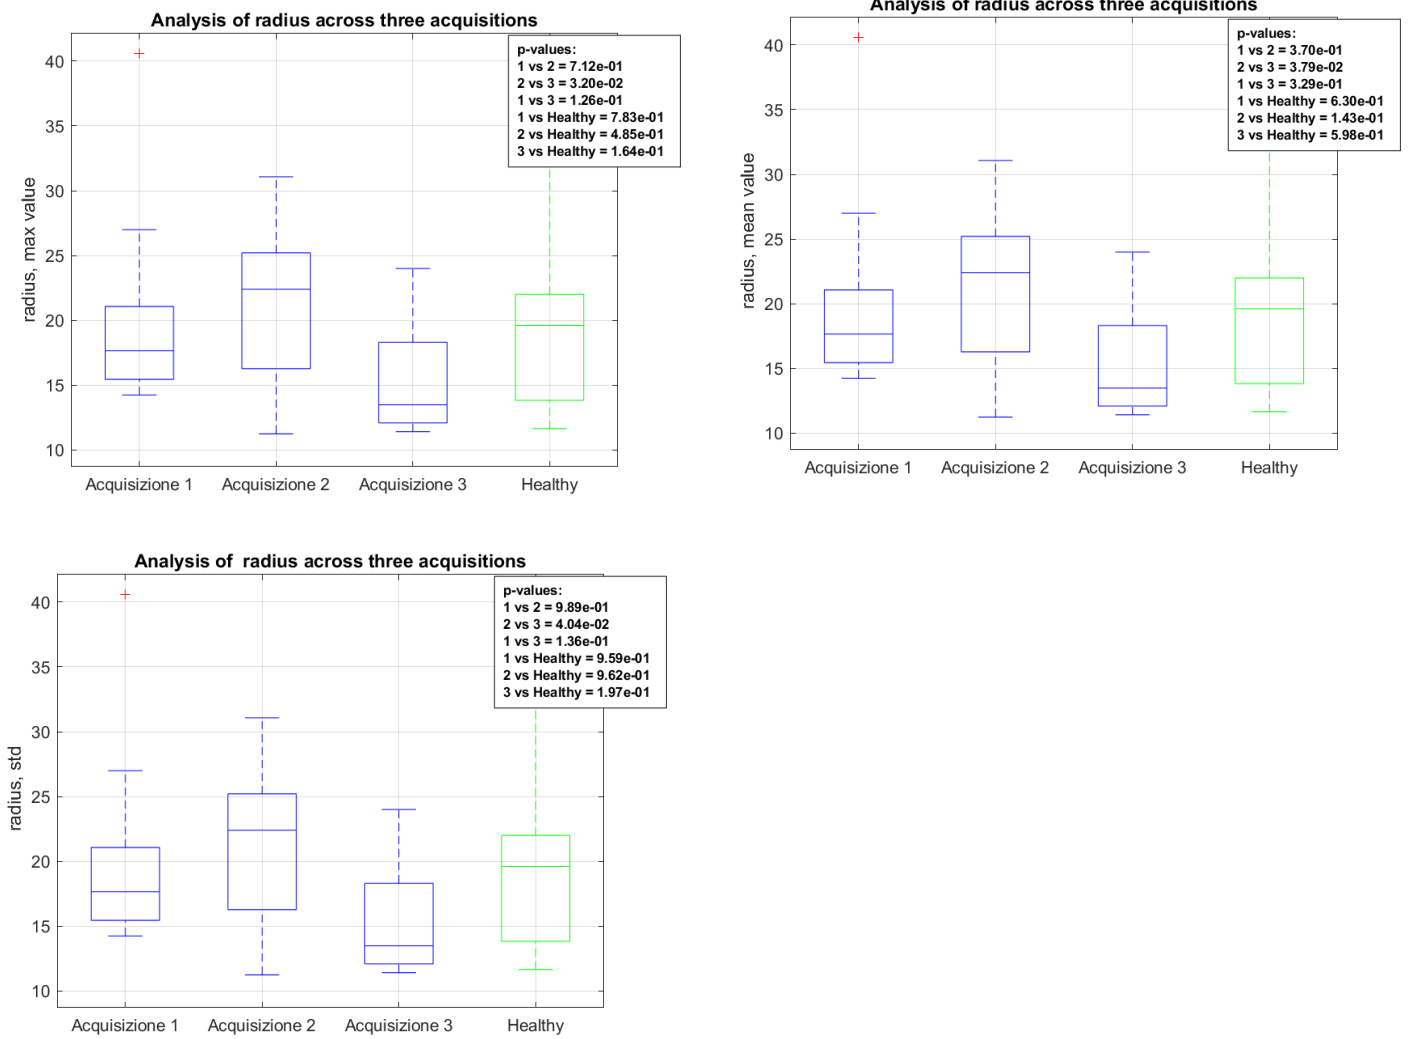 Analysis of radius across three acquisitions
p-values:
1 vs 2 = 7.12e-01
2 vs 3 = 3.20e-02
1 vs 3 = 1.26e-01
1 vs Healthy = 7.83e-01
2 vs Healthy = 4.85e-01
3 vs Healthy = 1.64e-01
radius, max value
40
35
30
25
20
15
10
Acquisizione 1 Acquisizione 2 Acquisizione 3 Healthy
Analysis of radius across three acquisitions
p-values:
1 vs 2 = 3.70e-01
2 vs 3 = 3.79e-02
1 vs 3 = 3.29e-01
1 vs Healthy = 6.30e-01
2 vs Healthy = 1.43e-01
3 vs Healthy = 5.98e-01
radius, mean value
40
35
30
25
20
15
10
Acquisizione 1 Acquisizione 2 Acquisizione 3 Healthy
Analysis of  radius across three acquisitions
p-values:
1 vs 2 = 9.89e-01
2 vs 3 = 4.04e-02
1 vs 3 = 1.36e-01
1 vs Healthy = 9.59e-01
2 vs Healthy = 9.62e-01
3 vs Healthy = 1.97e-01
radius, std
40
35
30
25
20
15
10
Acquisizione 1 Acquisizione 2 Acquisizione 3 Healthy